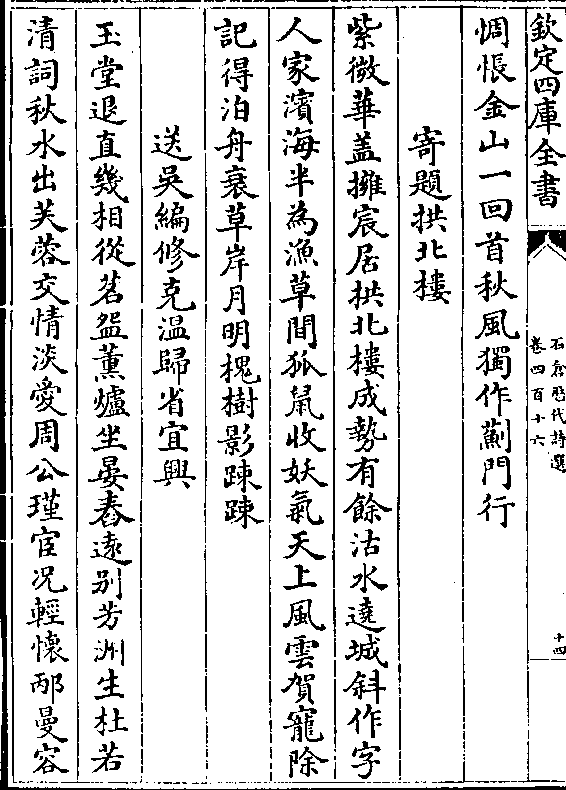 欽定四庫全書
石倉歷代詩選
卷四百十六
十四
惆悵金山一回首秋風獨作薊門行
寄題拱北樓
紫微華盖擁宸居拱北樓成勢有餘沽水遶城斜作字
人家濱海半為漁草間狐鼠收妖氣天上風雲賀寵除
記得泊舟衰草岸月明槐樹影踈踈
送吳編修克温歸省宜興
玉堂退直幾相從茗盌薰爐坐晏舂遠别芳洲生杜若
清詞秋水出芙蓉交情淡愛周公瑾宦况輕懷邴曼容